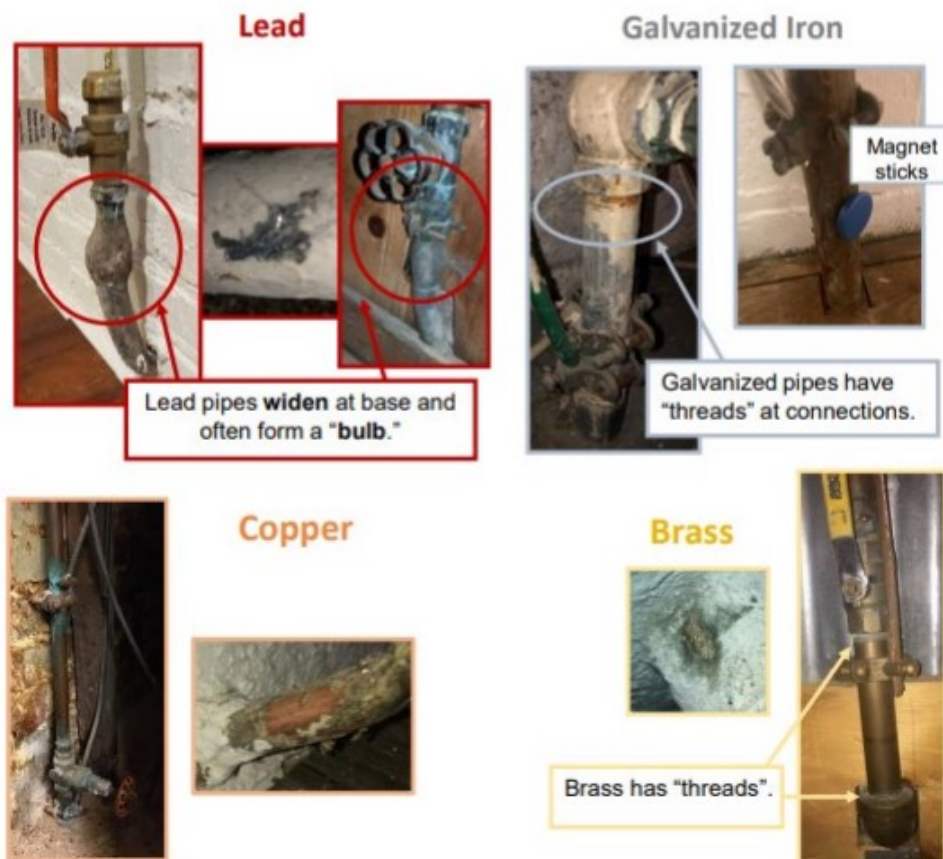 Lead
Galvanized Iron
Magnet
sticks
Lead pipes widen at base and
often form a “bulb.”
Galvanized pipes have
“threads” at connections.
Copper
Brass
Brass has “threads”.